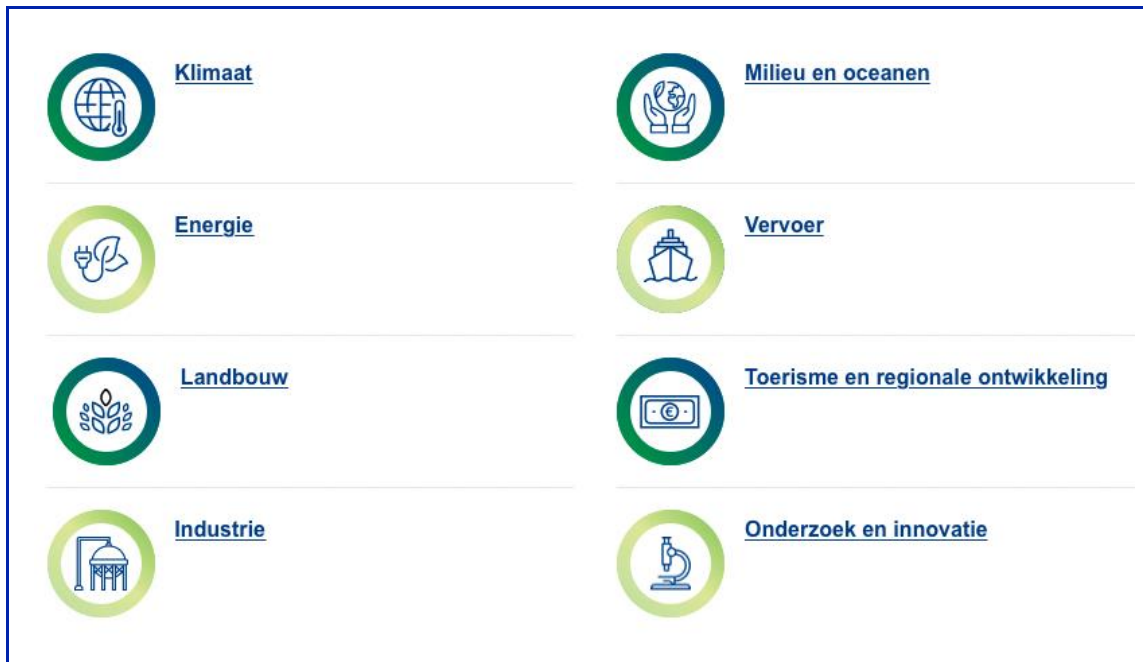 Klimaat
Milieu en oceanen
Energie
Vervoer
Landbouw
Toerisme en regionale ontwikkeling
Industrie
Onderzoek en innovatie